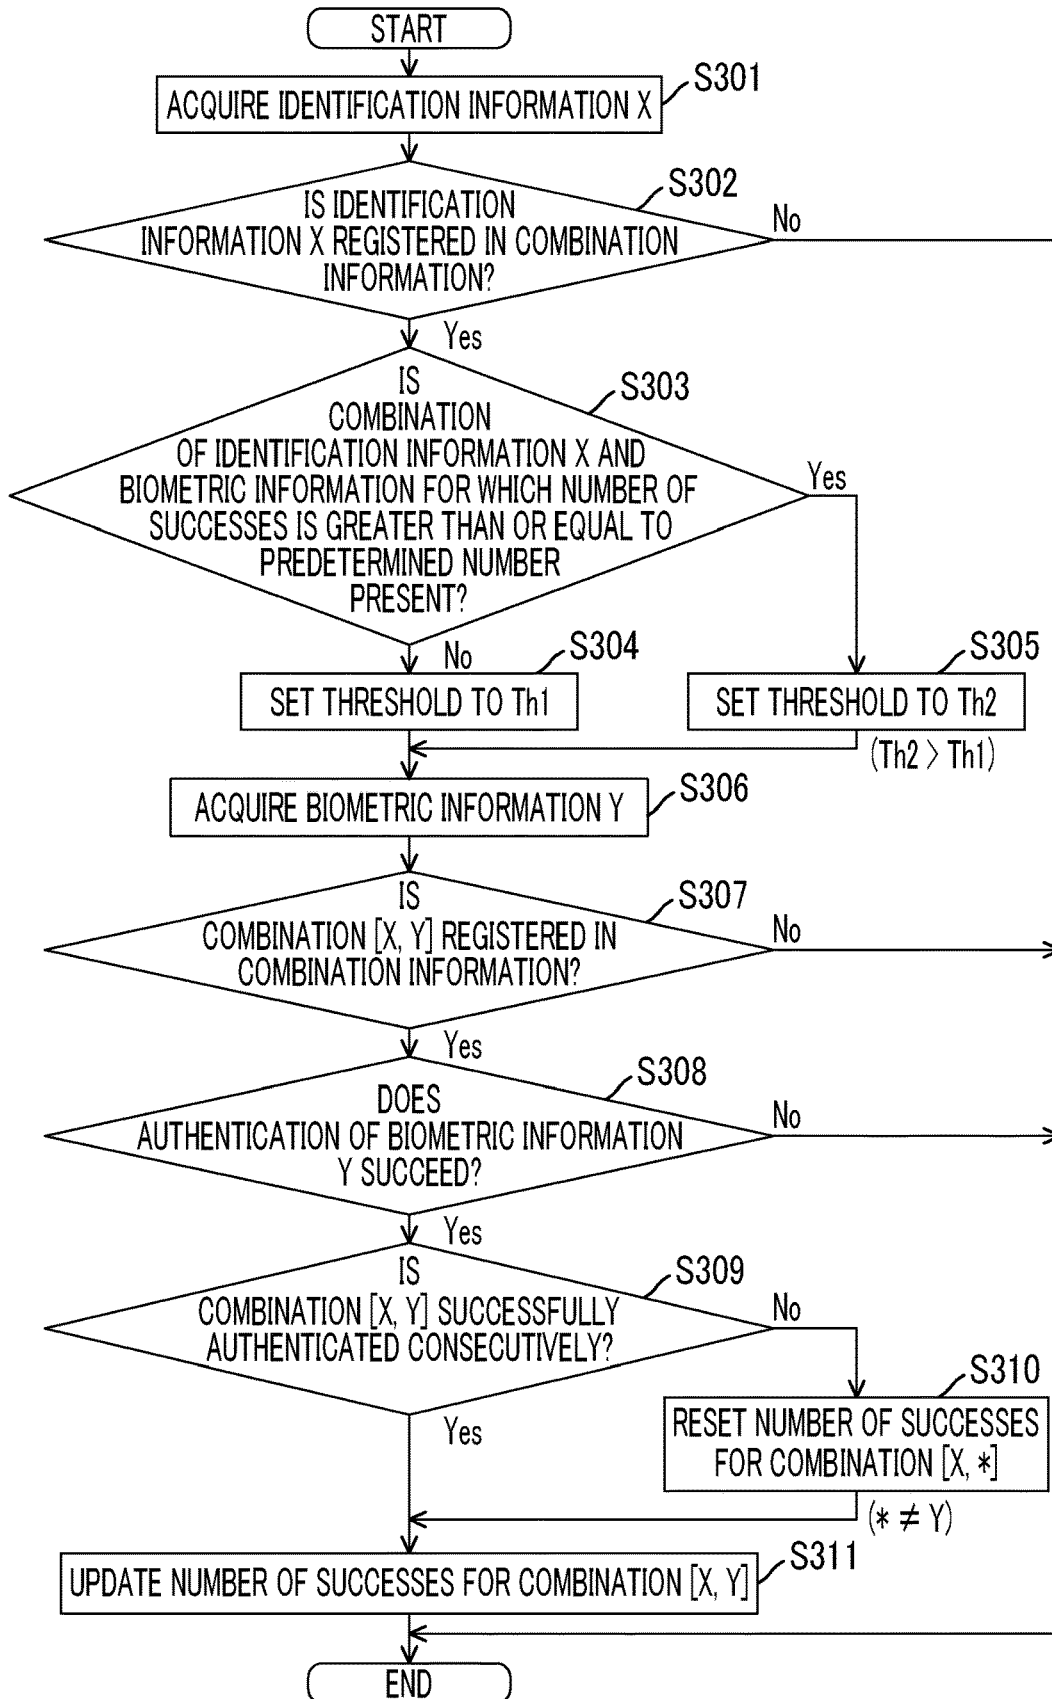 START
S301
ACQUIRE IDENTIFICATION INFORMATION X
S302
IS IDENTIFICATION
INFORMATION X REGISTERED IN COMBINATION
INFORMATION?
No
Yes
S303
IS
COMBINATION
OF IDENTIFICATION INFORMATION X AND
BIOMETRIC INFORMATION FOR WHICH NUMBER OF
SUCCESSES IS GREATER THAN OR EQUAL TO
PREDETERMINED NUMBER
PRESENT?
Yes
No
S304
SET THRESHOLD TO Th1
S305
SET THRESHOLD TO Th2
(Th2 > Th1)
S306
ACQUIRE BIOMETRIC INFORMATION Y
S307
IS
COMBINATION [X, Y] REGISTERED IN
COMBINATION INFORMATION?
No
Yes
S308
DOES
AUTHENTICATION OF BIOMETRIC INFORMATION
Y SUCCEED?
No
Yes
S309
IS
COMBINATION [X, Y] SUCCESSFULLY
AUTHENTICATED CONSECUTIVELY?
No
Yes
S310
RESET NUMBER OF SUCCESSES
FOR COMBINATION [X, *]
(* ≠ Y)
S311
UPDATE NUMBER OF SUCCESSES FOR COMBINATION [X, Y]
END